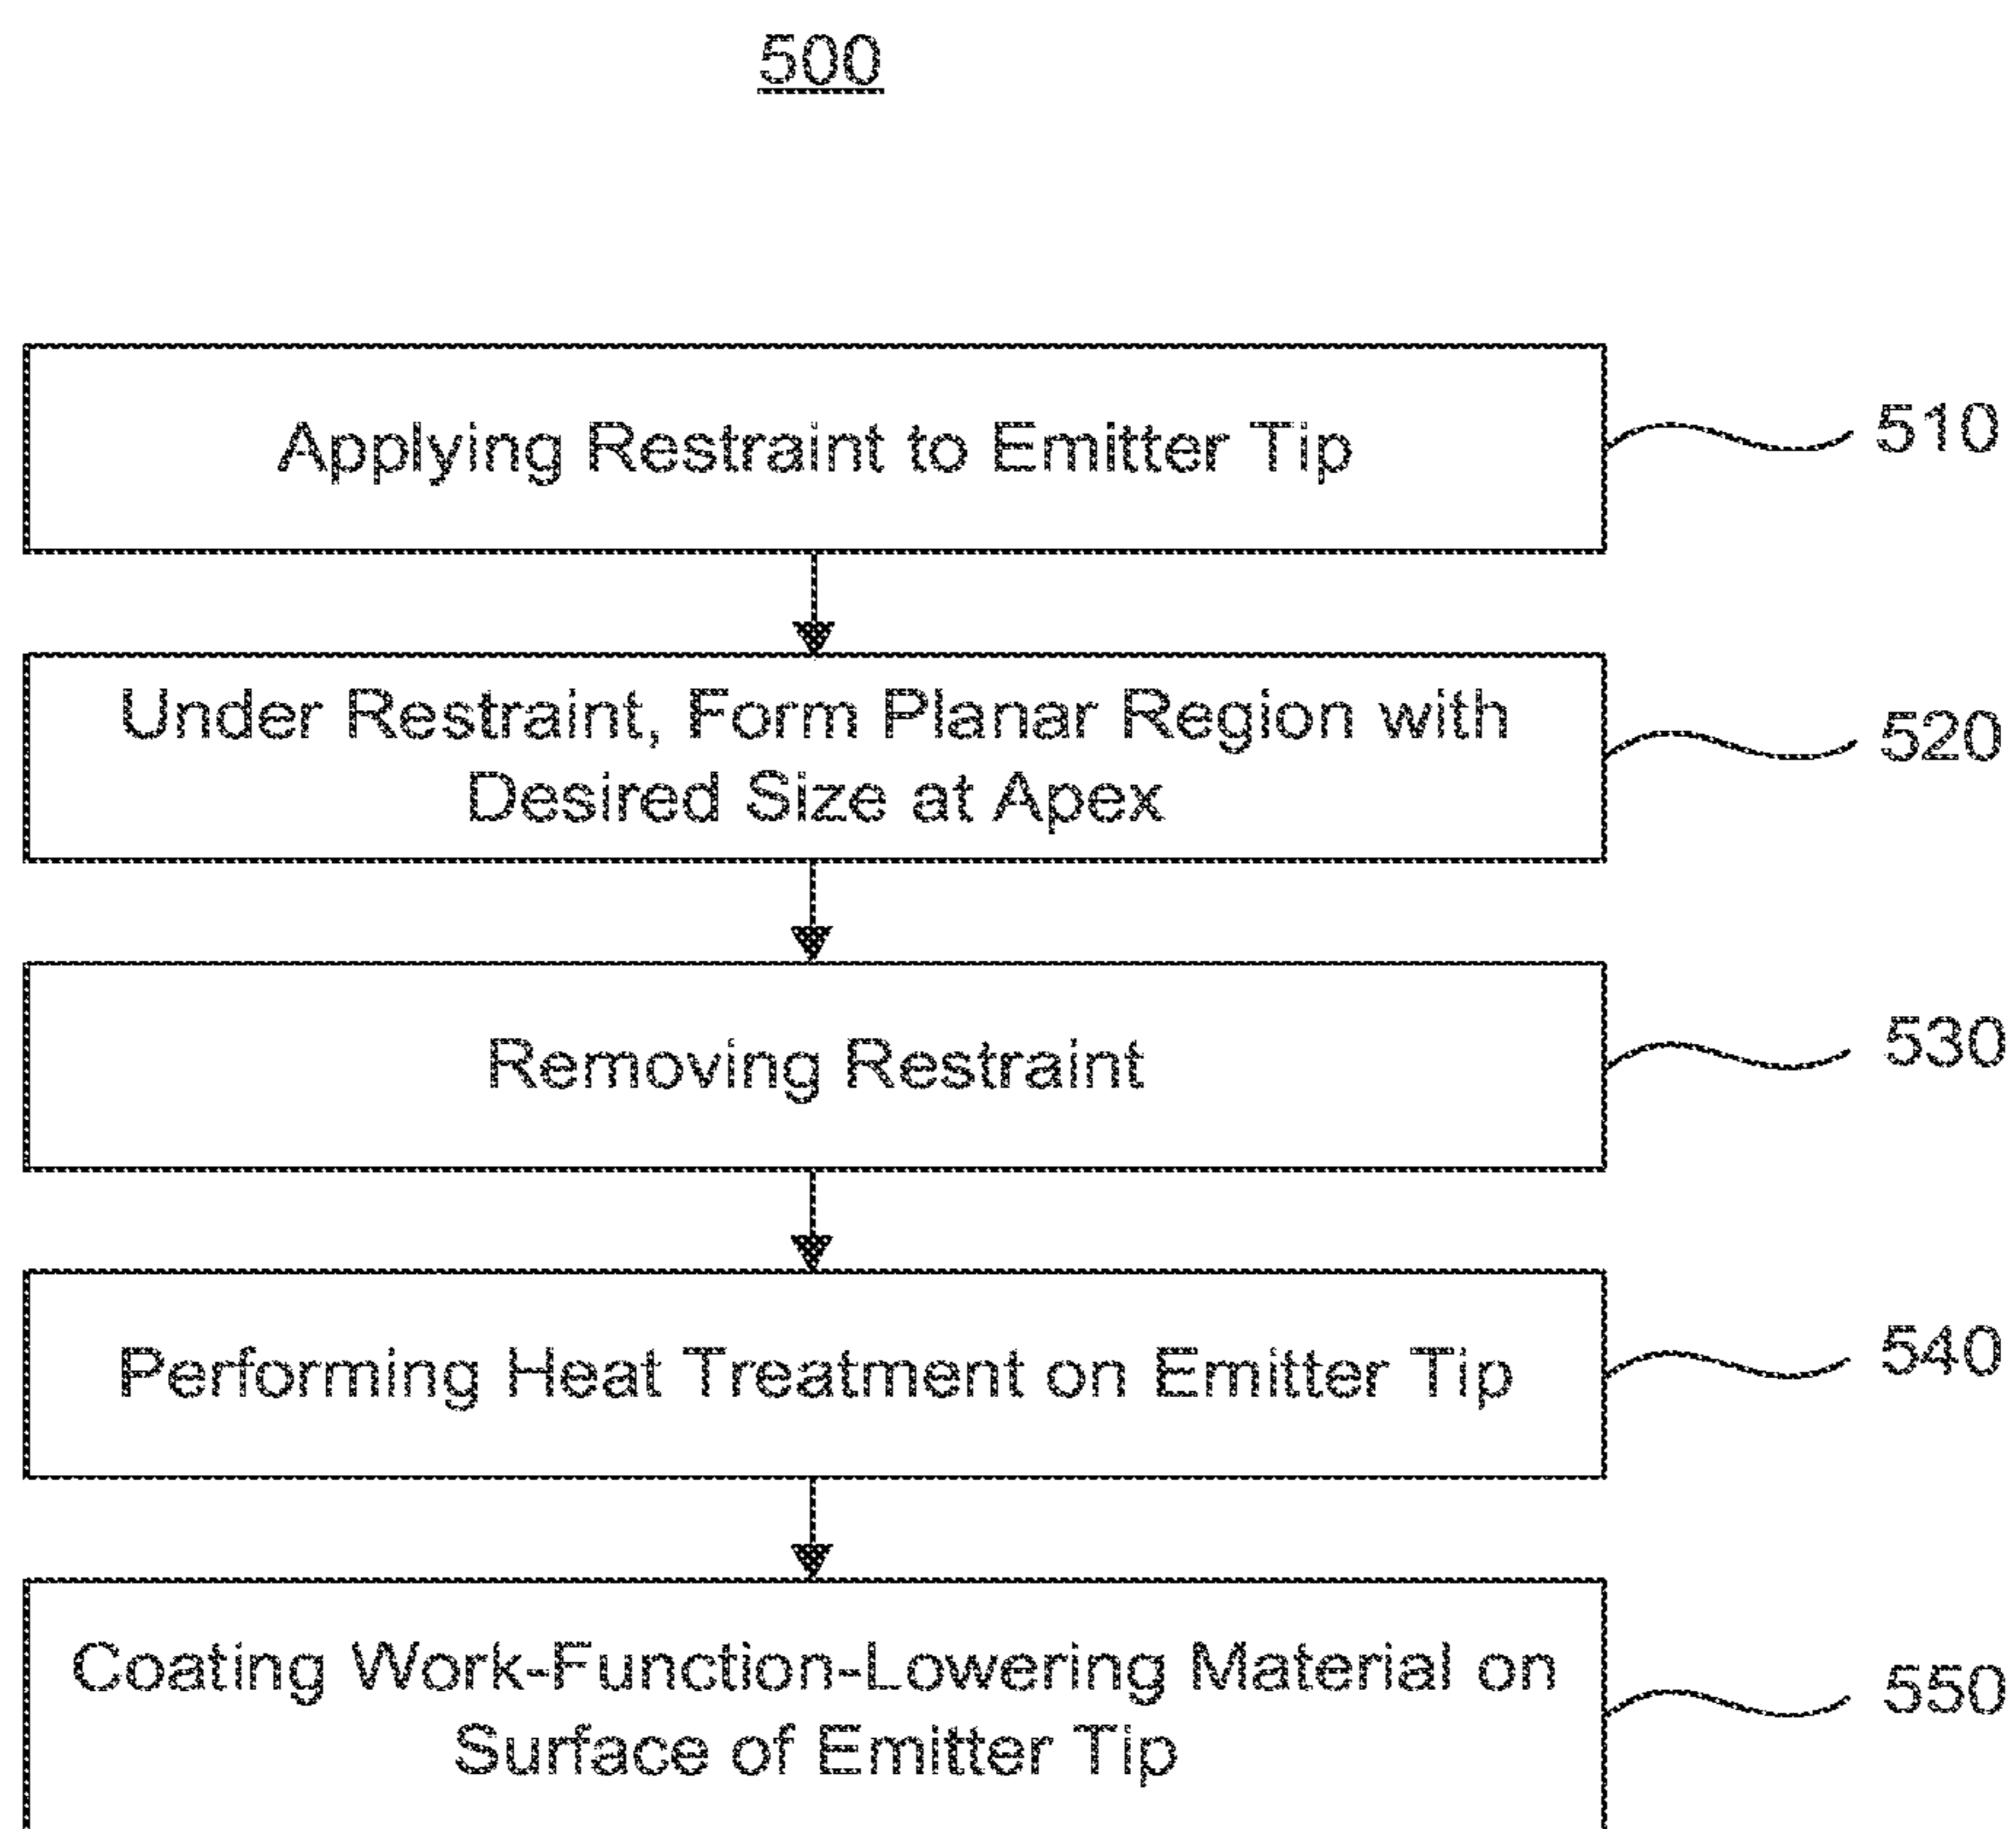 500
Applying Restraint to Emitter Tip
510
Under Restraint, Form Planar Region with
Desired Size at Apex
520
Removing Restraint
530
Performing Heat Treatment on Emitter Tip
540
Coating Work-Function-Lowering Material on
Surface of Emitter Tip
550